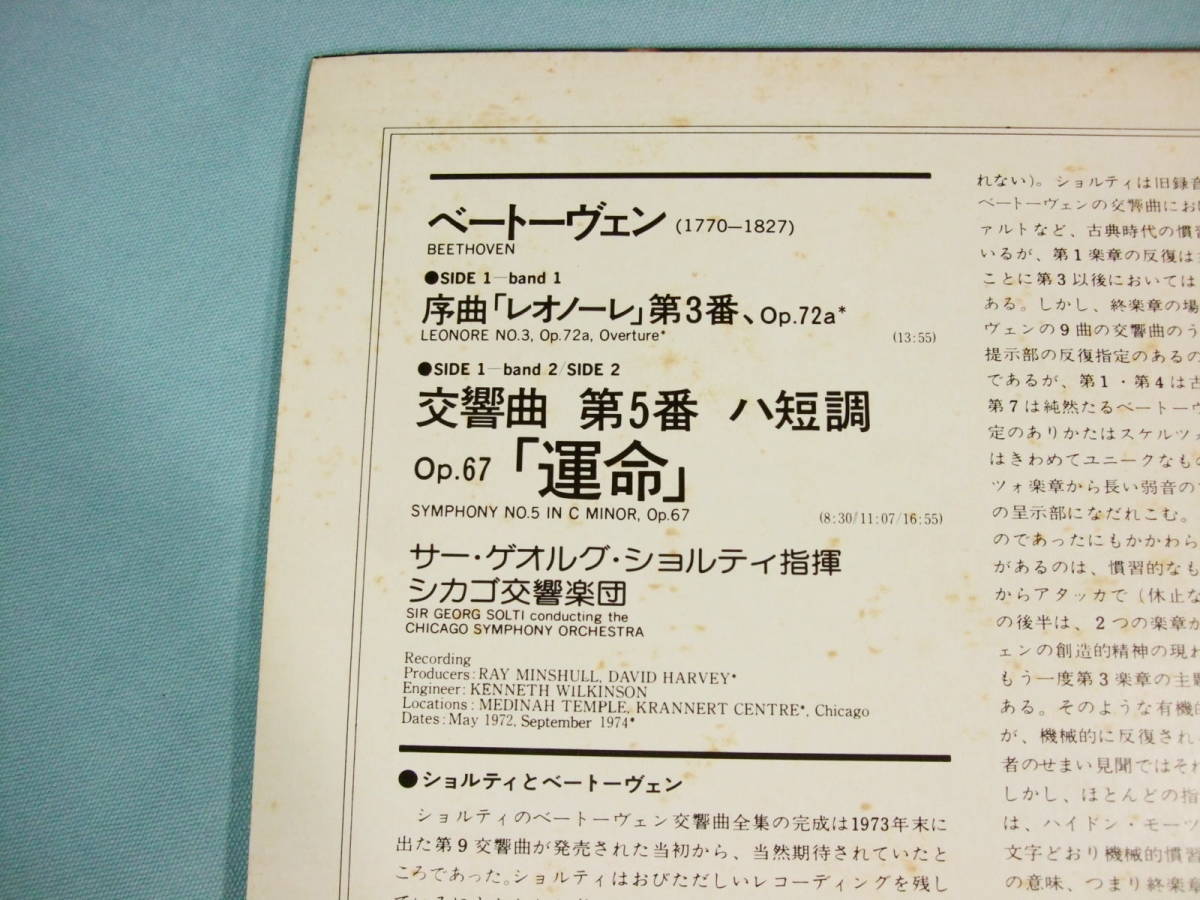 ベートーヴェン (1770—1827)
BEETHOVEN
●SIDE 1—band 1
序曲「レオノーレ」第3番、Op.72a*
LEONORE NO.3, Op.72a, Overture* (13:55)
●SIDE 1—band 2/SIDE 2
交響曲 第5番 ハ短調
Op.67「運命」
SYMPHONY NO.5 IN C MINOR, Op.67 (8:30/11:07/16:55)
サー・ゲオルグ・ショルティ指揮
シカゴ交響楽団
SIR GEORG SOLTI conducting the
CHICAGO SYMPHONY ORCHESTRA
Recording
Producers: RAY MINSHULL, DAVID HARVEY*
Engineer: KENNETH WILKINSON
Locations: MEDINAH TEMPLE, KRANNERT CENTRE*, Chicago
Dates: May 1972, September 1974*
●ショルティとベートーヴェン
ショルティのベートーヴェン交響曲全集の完成は1973年末に
出た第9交響曲が発売された当初から、当然期待されていたと
ころであった。ショルティはおびただしいレコーディングを残し
れない)。ショルティは旧録音
ベートーヴェンの交響曲にお
ァルトなど、古典時代の慣習
いるが、第1楽章の反復は
ことに第3以後においては
ある。しかし、終楽章の場
ヴェンの9曲の交響曲のう
提示部の反復指定のあるの
であるが、第1・第4は古
第7は純然たるベートーヴ
定のありかたはスケルツォ
はきわめてユニークなもの
ツォ楽章から長い弱音の
の呈示部になだれこむ。
のであったにもかかわら
があるのは、慣習的なも
からアタッカで(休止な
の後半は、2つの楽章が
ェンの創造的精神の現れ
もう一度第3楽章の主題
ある。そのような有機的
が、機械的に反復され
者のせまい見聞ではそれ
しかし、ほとんどの指
は、ハイドン・モーツ
文字どおり機械的慣習
の意味、つまり終楽章